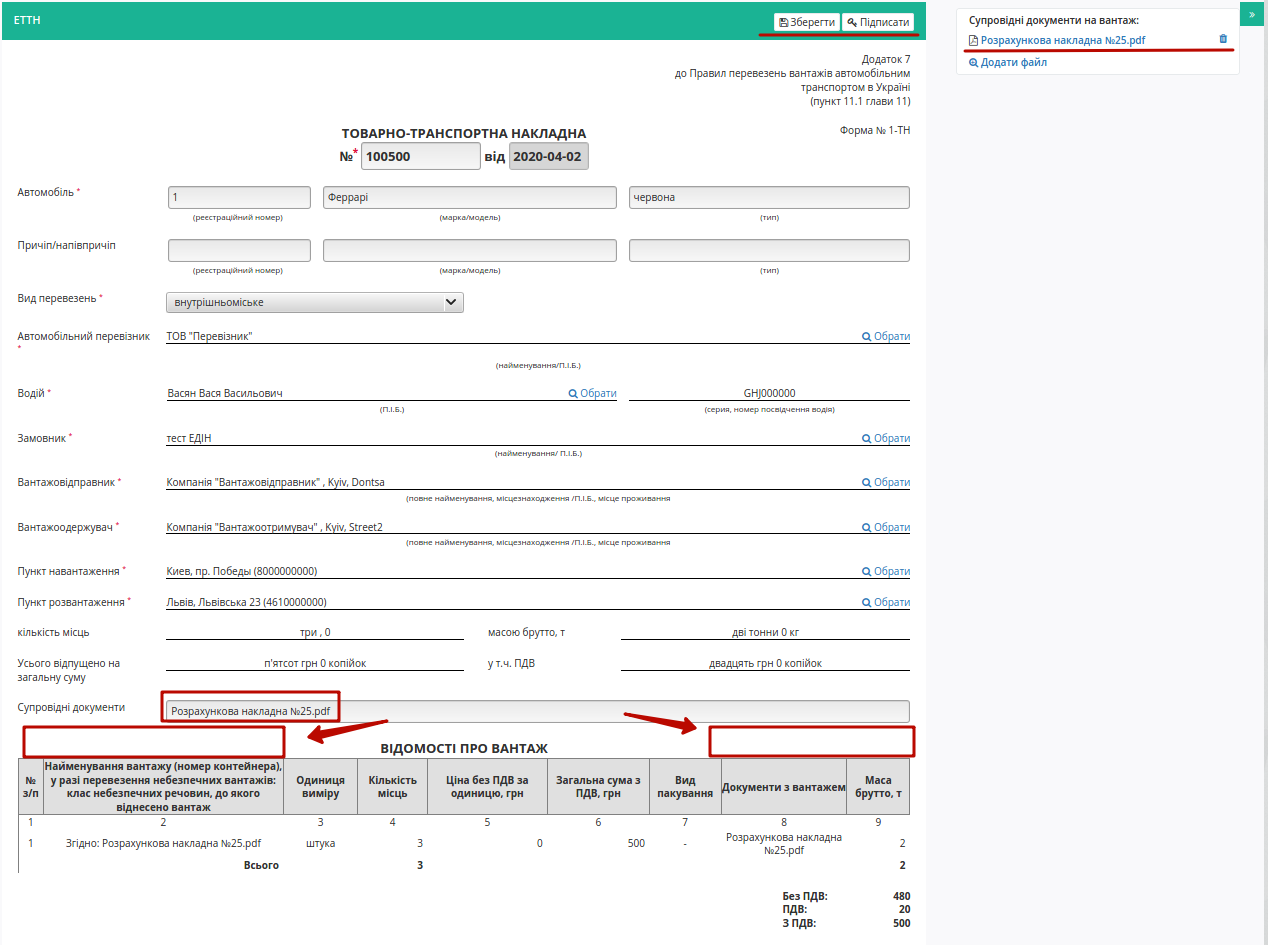 ЕТТН
Зберегти Підписати
Супровідні документи на вантаж:
Розрахункова накладна №25.pdf
Додати файл
»
Додаток 7
до Правил перевезень вантажів автомобільним
транспортом в Україні
(пункт 11.1 глави 11)
Форма № 1-ТН
ТОВАРНО-ТРАНСПОРТНА НАКЛАДНА
№* 100500 від 2020-04-02
Автомобіль * 1 Феррарі червона
(реєстраційний номер) (марка/модель) (тип)
Причіп/напівпричіп
(реєстраційний номер) (марка/модель) (тип)
Вид перевезень * внутрішньоміське
Автомобільний перевізник ТОВ "Перевізник" Обрати
*
(найменування/П.І.Б.)
Водій * Васян Вася Васильович Обрати GHJ000000
(П.І.Б.) (серия, номер посвідчення водія)
Замовник * тест ЕДІН Обрати
(найменування/ П.І.Б.)
Вантажовідправник * Компанія "Вантажовідправник" , Kyiv, Dontsa Обрати
(повне найменування, місцезнаходження /П.І.Б., місце проживання
Вантажоодержувач * Компанія "Вантажоотримувач" , Kyiv, Street2 Обрати
(повне найменування, місцезнаходження /П.І.Б., місце проживання
Пункт навантаження * Киев, пр. Победы (8000000000) Обрати
Пункт розвантаження * Львів, Львівська 23 (4610000000) Обрати
кількість місць три , 0 масою брутто, т дві тонни 0 кг
Усього відпущено на п'ятсот грн 0 копійок у т.ч. ПДВ двадцять грн 0 копійок
загальну суму
Супровідні документи Розрахункова накладна №25.pdf
ВІДОМОСТІ ПРО ВАНТАЖ
№ з/п Найменування вантажу (номер контейнера), у разі перевезення небезпечних вантажів: клас небезпечних речовин, до якого віднесено вантаж Одиниця виміру Кількість місць Ціна без ПДВ за одиницю, грн Загальна сума з ПДВ, грн Вид пакування Документи з вантажем Маса брутто, т
1 2 3 4 5 6 7 8 9
1 Згідно: Розрахункова накладна №25.pdf штука 3 0 500 - Розрахункова накладна №25.pdf 2
Всього 3 2
Без ПДВ: 480
ПДВ: 20
З ПДВ: 500